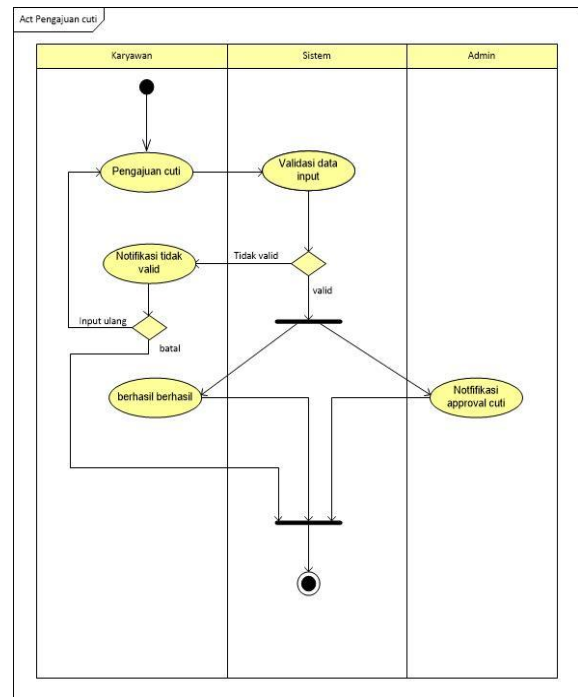 Act Pengajuan cuti
Karyawan
Sistem
Admin
Pengajuan cuti
Validasi data
input
Notifikasi tidak
valid
Tidak valid
valid
Input ulang
batal
berhasil berhasil
Notfifikasi
approval cuti